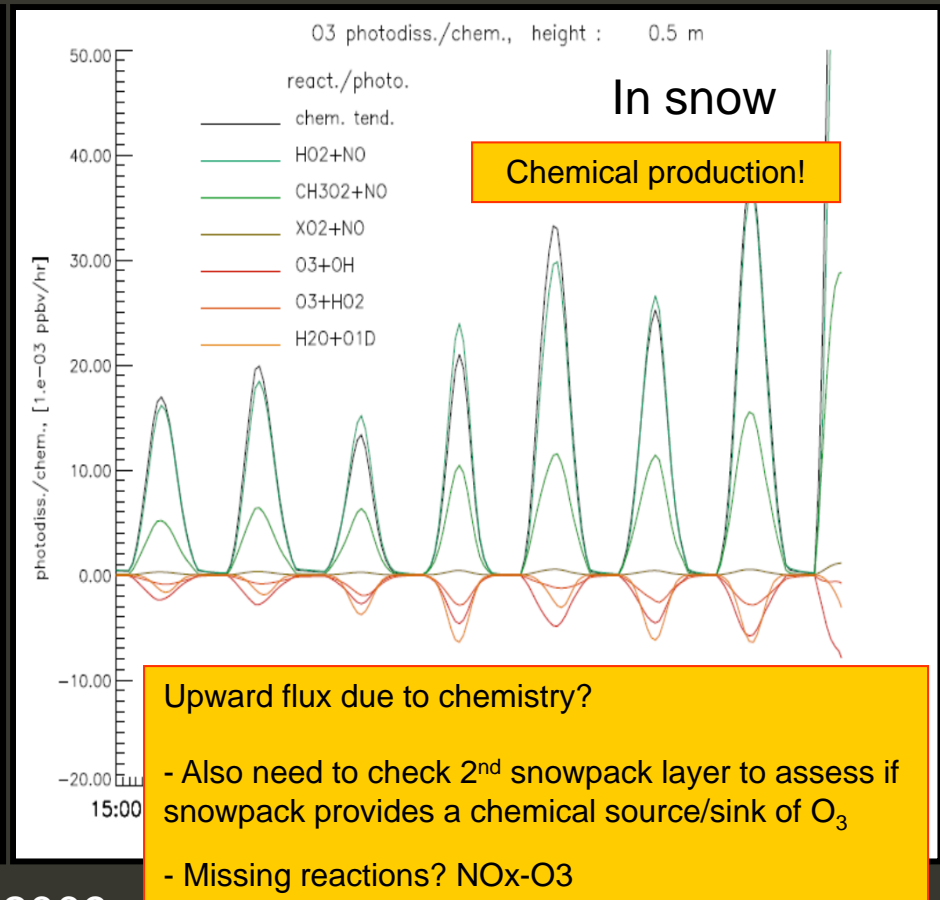 O3 photodiss./chem., height : 0.5 m
In snow
Chemical production!
react./photo.
chem. tend.
HO2+NO
CH3O2+NO
XO2+NO
O3+OH
O3+HO2
H2O+O1D
photodiss./chem., [1.e-03 ppbv/hr]
50.00
40.00
30.00
20.00
10.00
0.00
-10.00
-20.00
15:00
Upward flux due to chemistry?
- Also need to check 2nd snowpack layer to assess if
snowpack provides a chemical source/sink of O3
- Missing reactions? NOx-O3